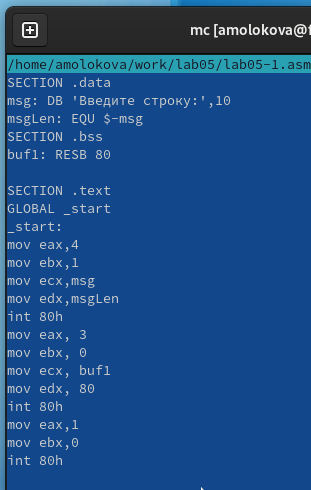 mc [amolokova@f
/home/amolokova/work/lab05/lab05-1.asm
SECTION .data
msg: DB 'Введите строку:',10
msgLen: EQU $-msg
SECTION .bss
buf1: RESB 80
SECTION .text
GLOBAL _start
_start:
mov eax,4
mov ebx,1
mov ecx,msg
mov edx,msgLen
int 80h
mov eax, 3
mov ebx, 0
mov ecx, buf1
mov edx, 80
int 80h
mov eax,1
mov ebx,0
int 80h